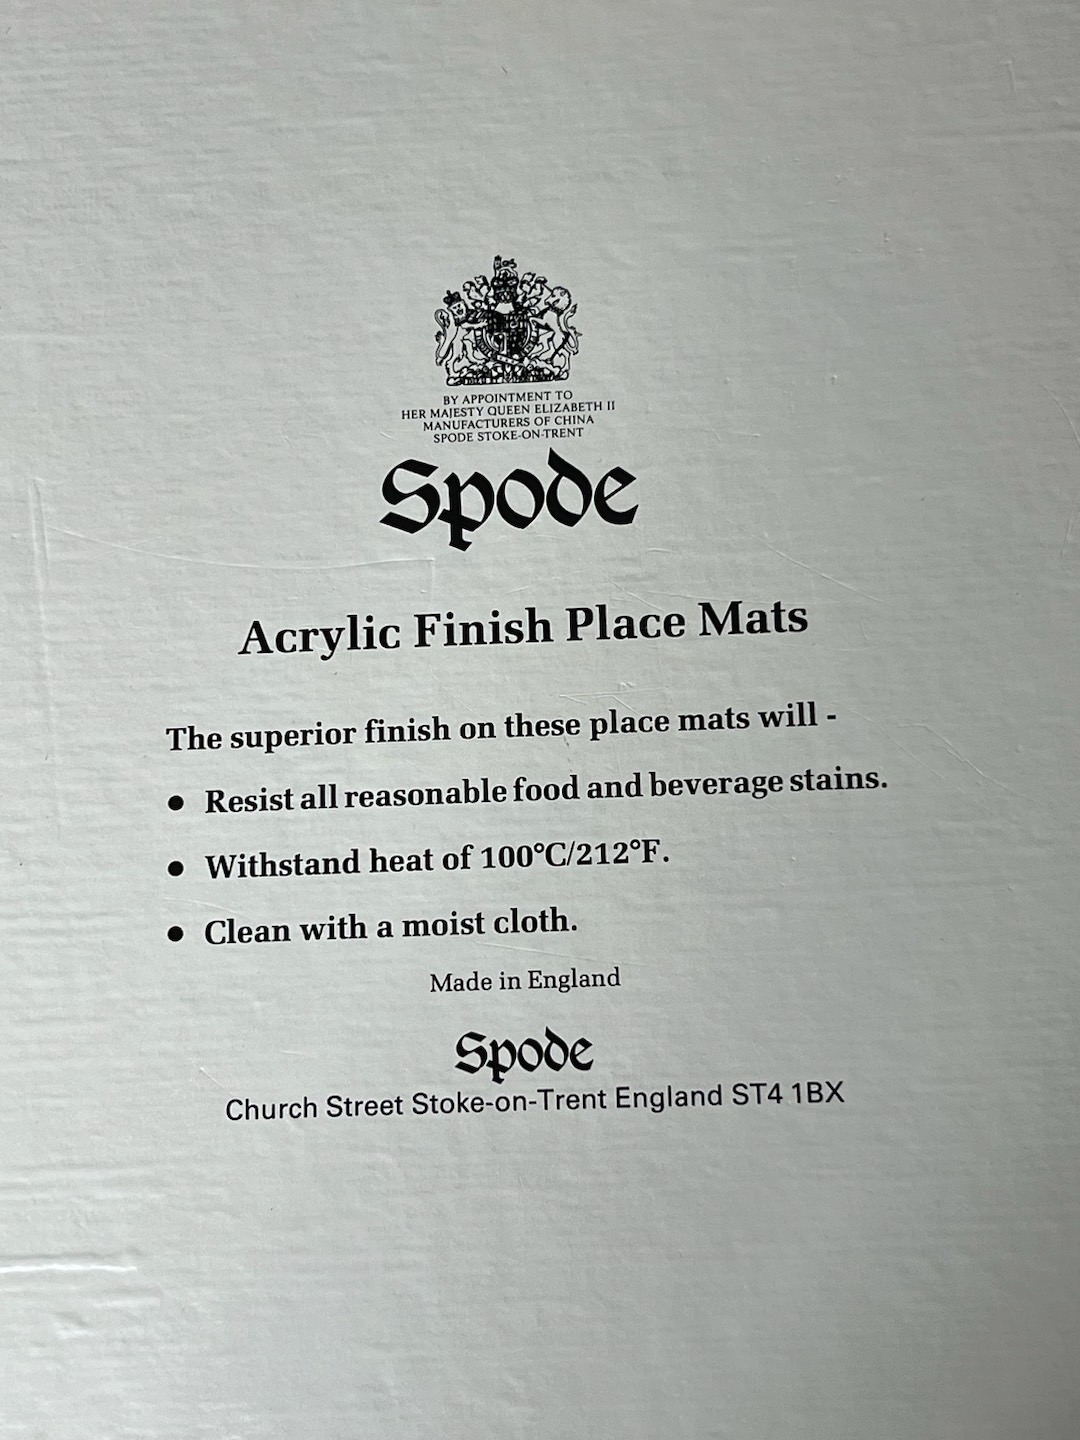 BY APPOINTMENT TO
HER MAJESTY QUEEN ELIZABETH II
MANUFACTURERS OF CHINA
SPODE STOKE-ON-TRENT
Spode
Acrylic Finish Place Mats
The superior finish on these place mats will -
● Resist all reasonable food and beverage stains.
● Withstand heat of 100°C/212°F.
● Clean with a moist cloth.
Made in England
Spode
Church Street Stoke-on-Trent England ST4 1BX